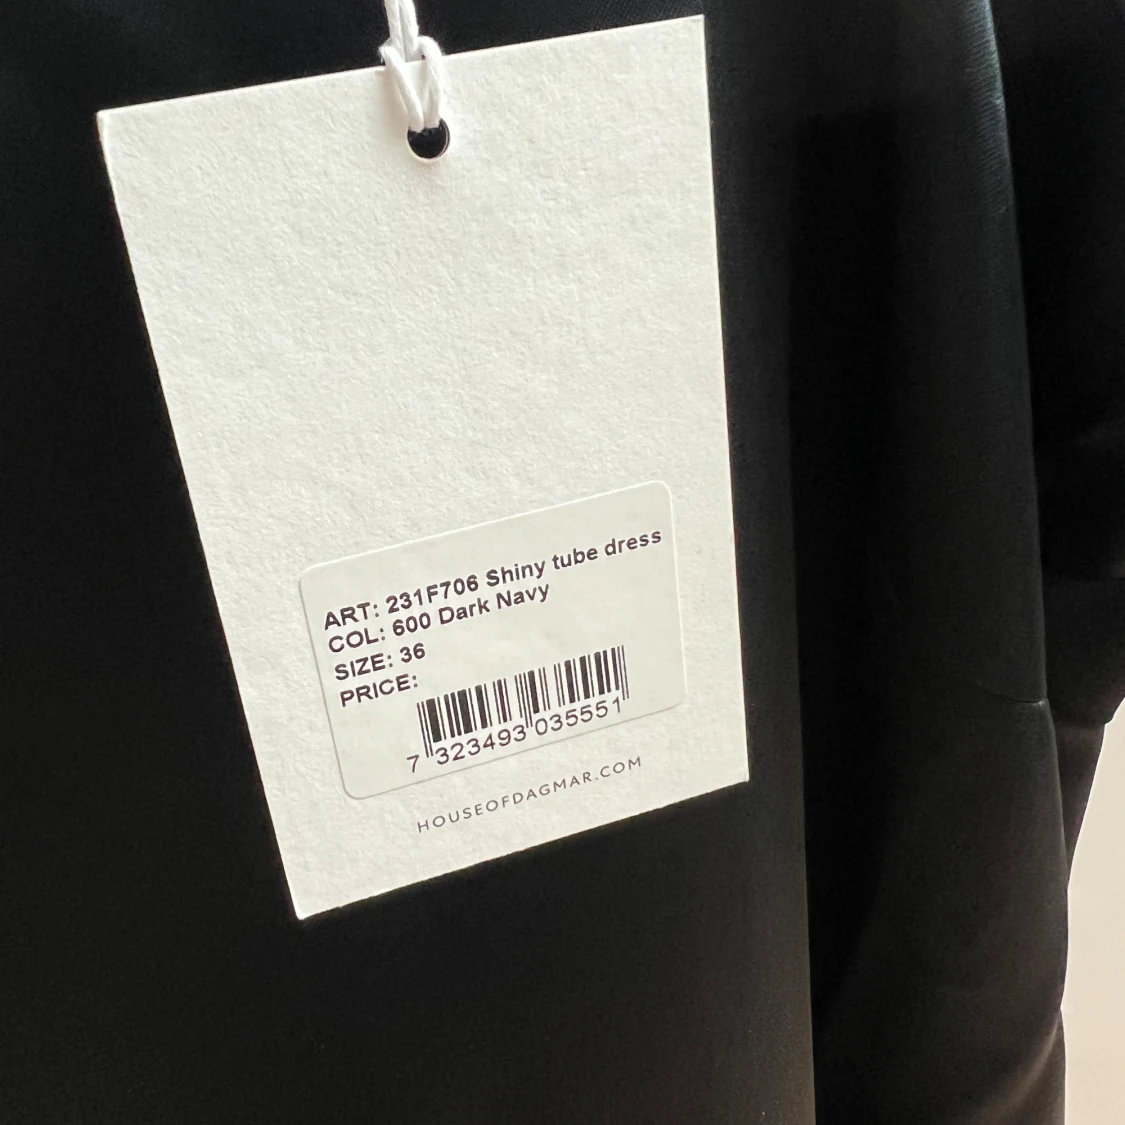 ART: 231F706 Shiny tube dress
COL: 600 Dark Navy
SIZE: 36
PRICE:
7 323493 035551
HOUSEOFDAGMAR.COM